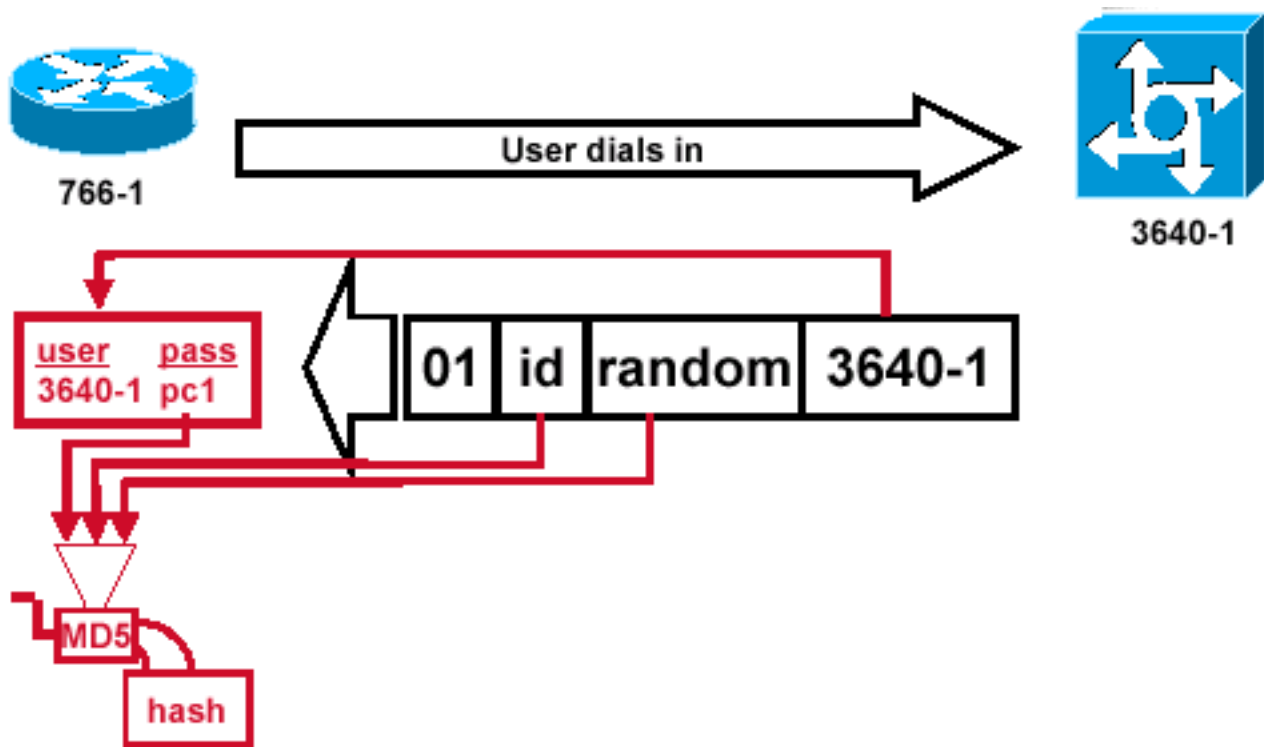 User dials in
766-1
3640-1
user pass
3640-1 pc1
01 id random 3640-1
MD5
hash